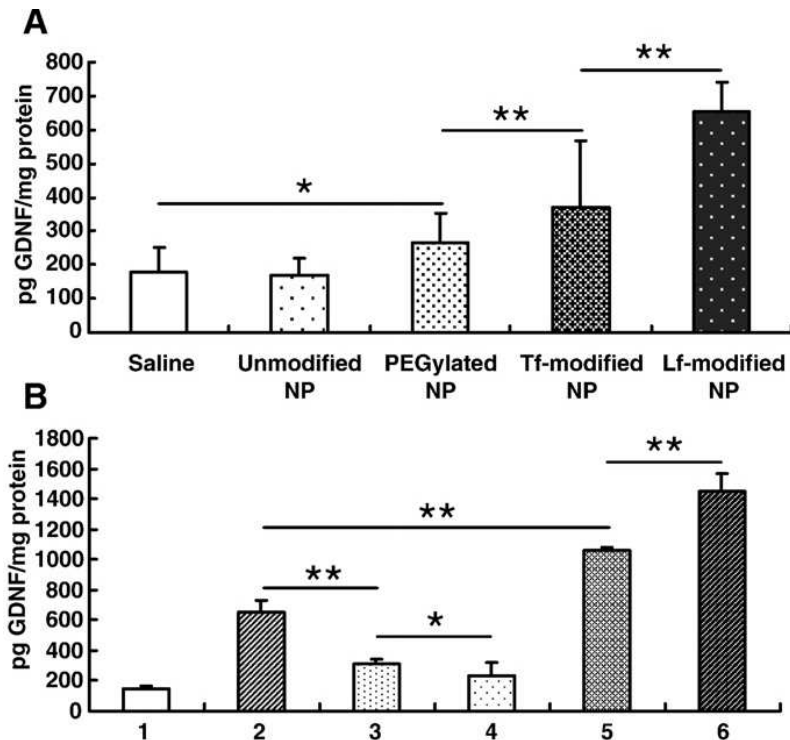 A
pg GDNF/mg protein
800
700
600
500
400
300
200
100
0
*
**
**
Saline
Unmodified
NP
PEGylated
NP
Tf-modified
NP
Lf-modified
NP
B
pg GDNF/mg protein
1800
1600
1400
1200
1000
800
600
400
200
0
**
**
*
**
1 2 3 4 5 6